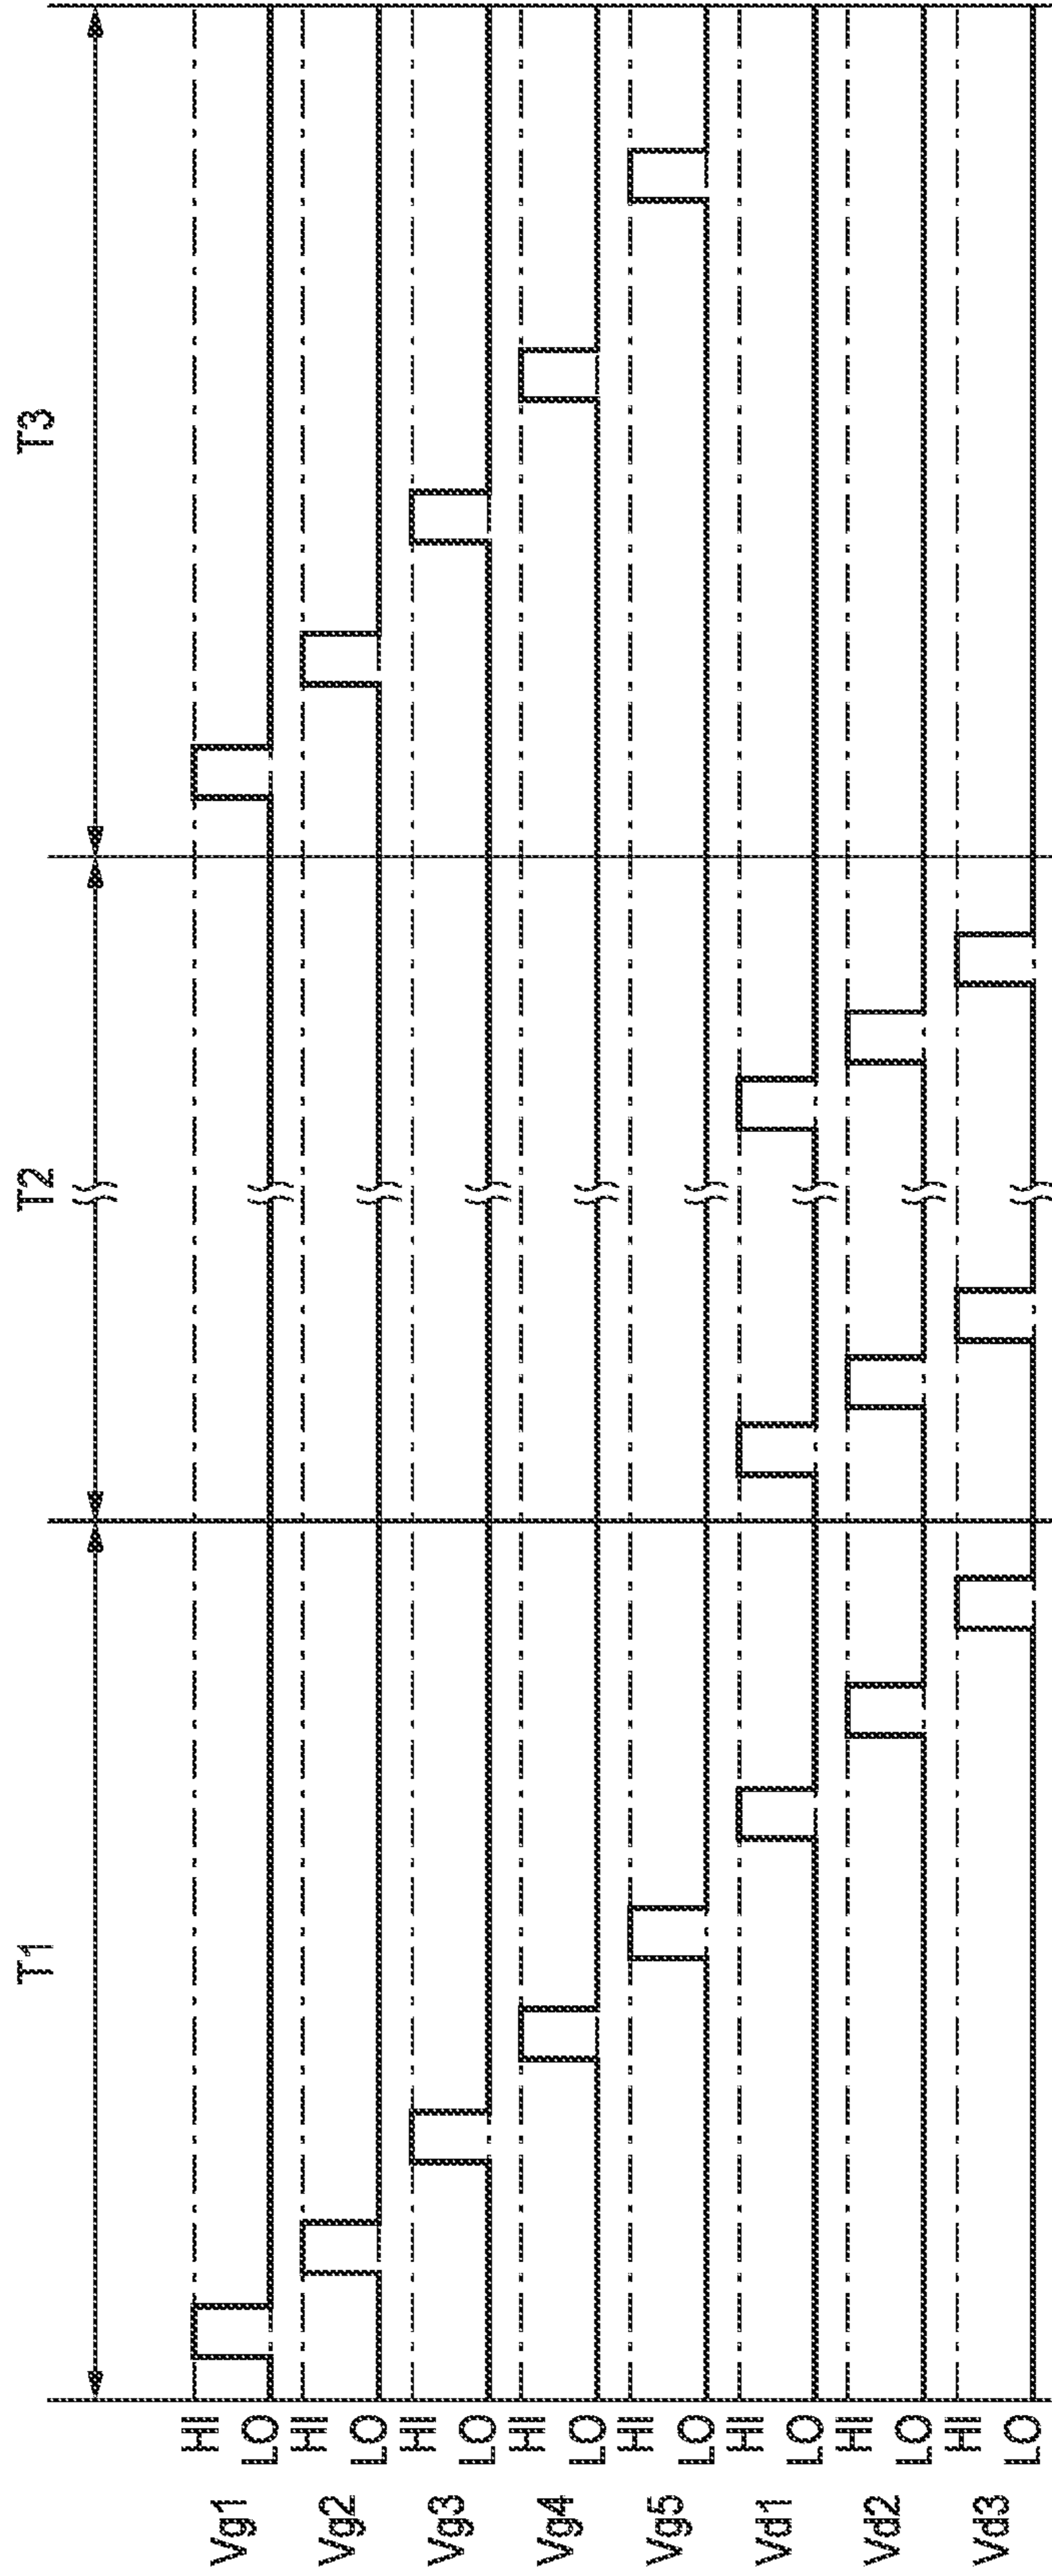 T1 T2 T3
Vg1 HI
LO
Vg2 HI
LO
Vg3 HI
LO
Vg4 HI
LO
Vg5 HI
LO
Vd1 HI
LO
Vd2 HI
LO
Vd3 HI
LO